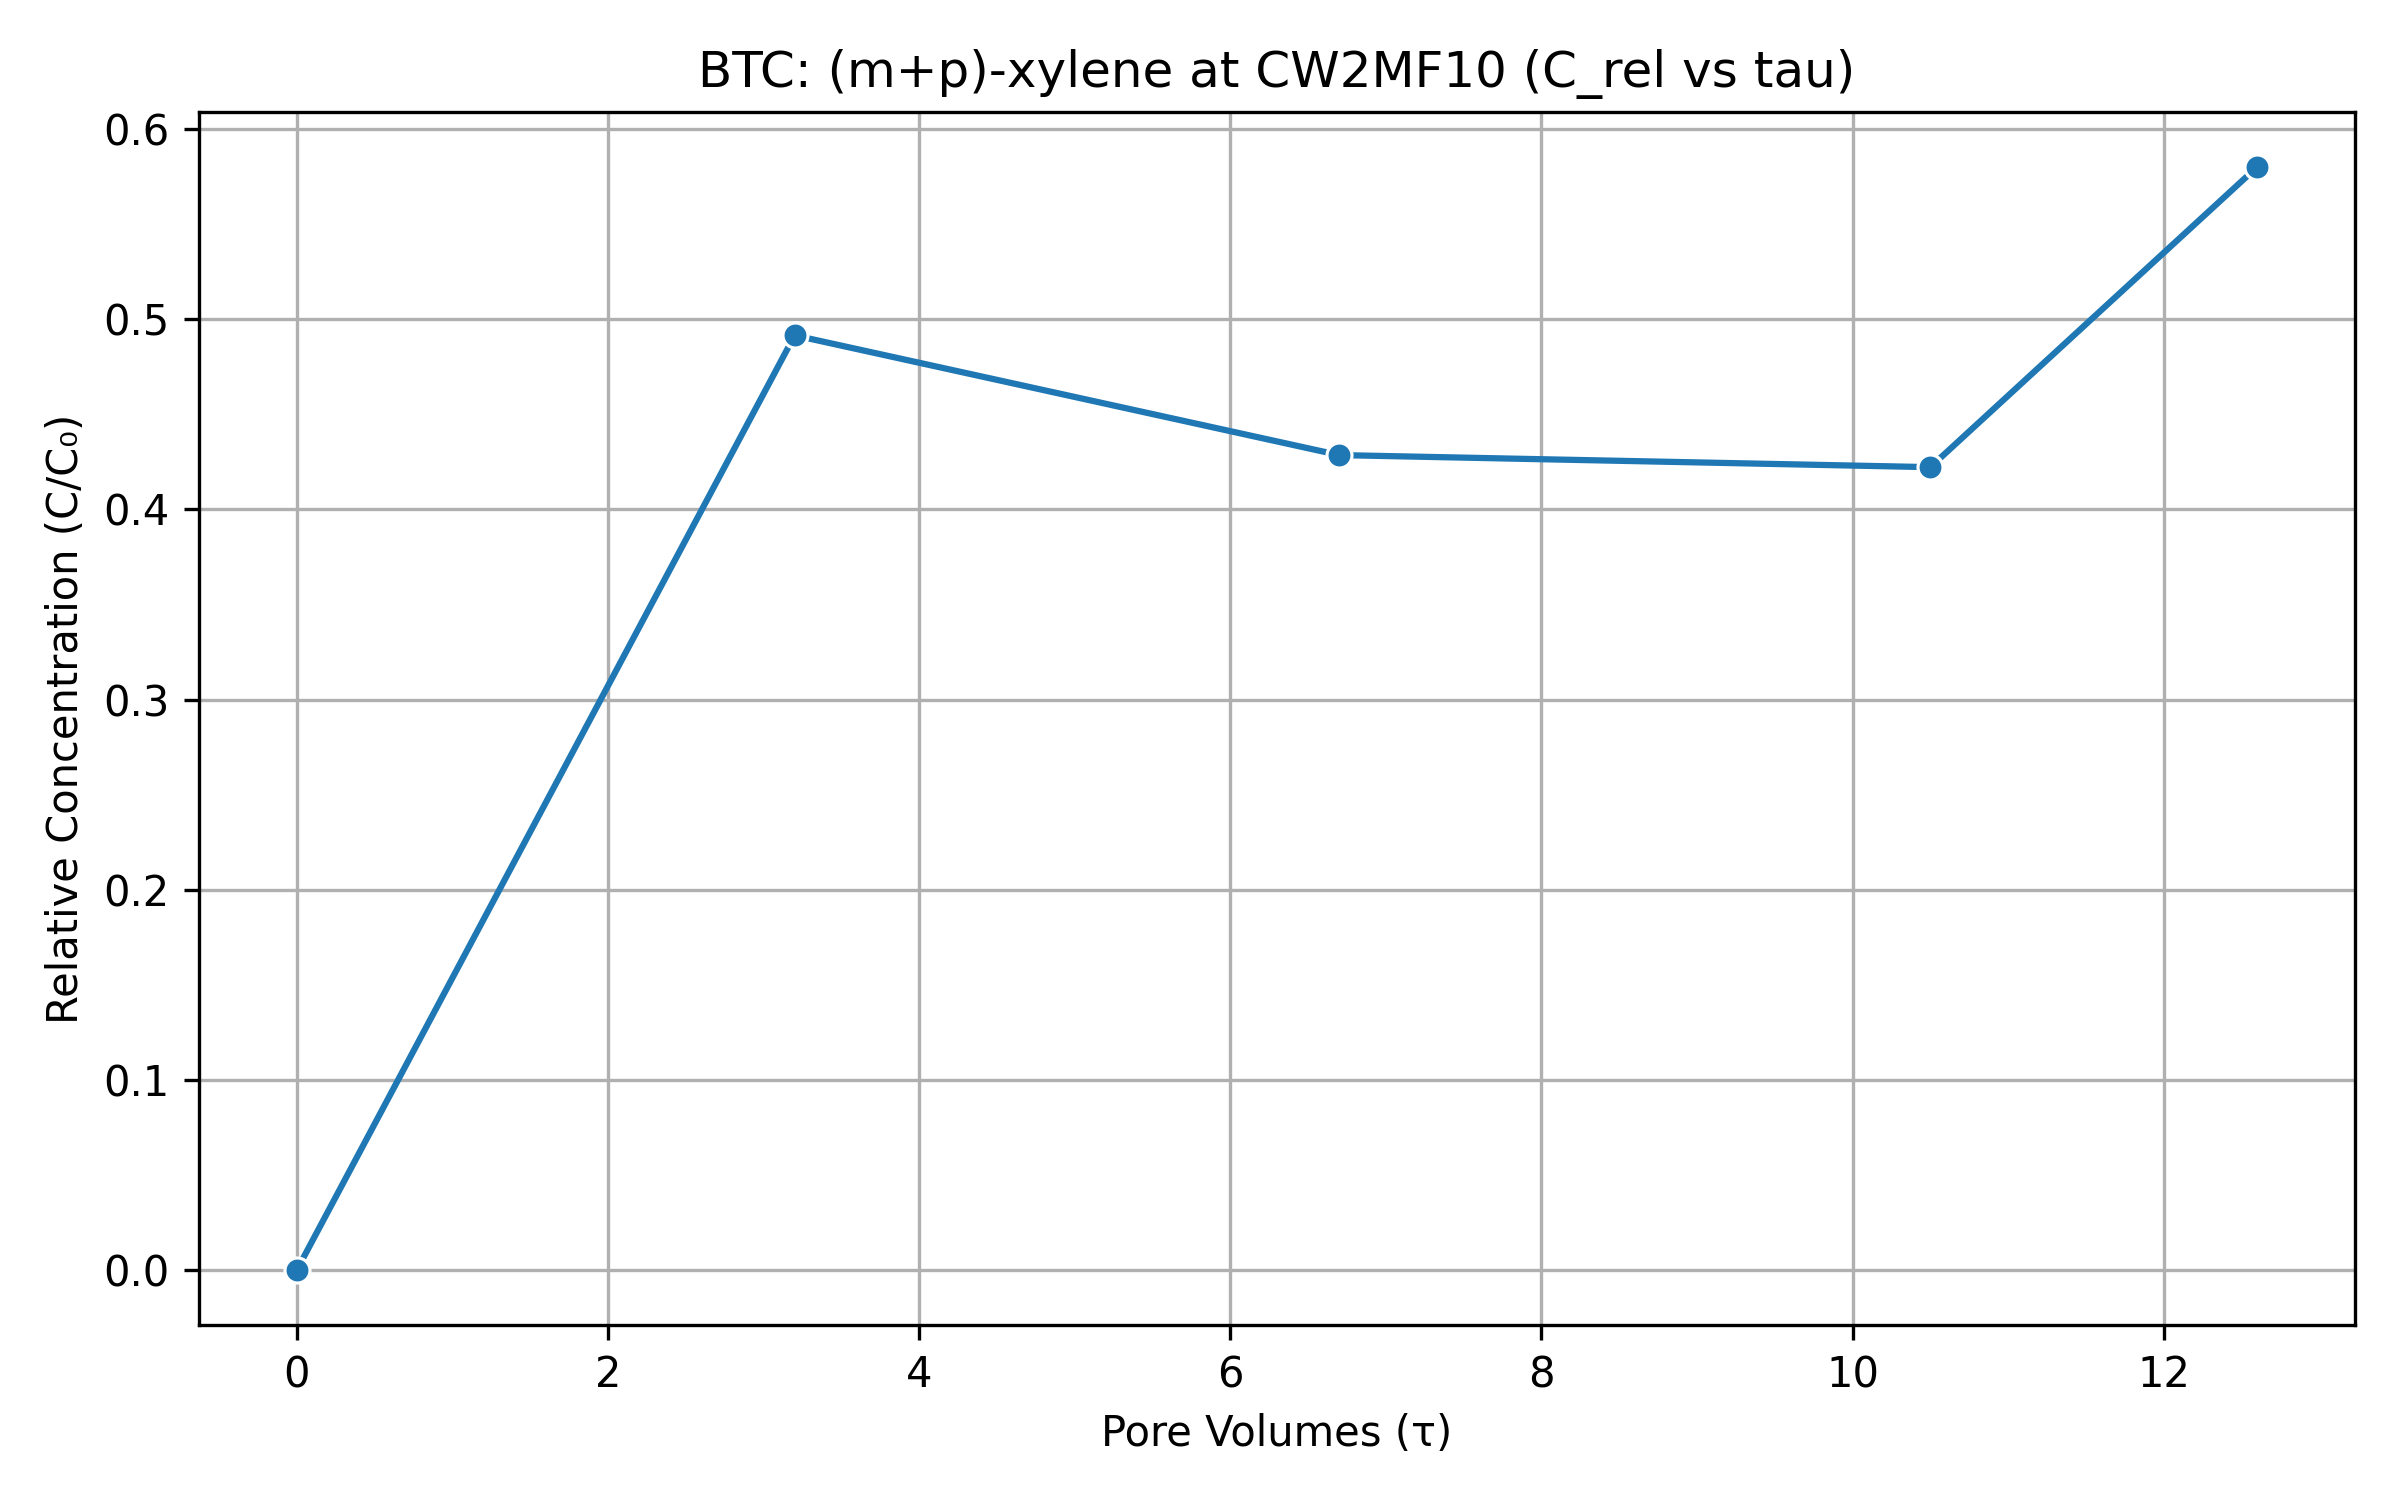 BTC: (m+p)-xylene at CW2MF10 (C_rel vs tau)
Relative Concentration (C/C₀)
0.6
0.5
0.4
0.3
0.2
0.1
0.0
0 2 4 6 8 10 12
Pore Volumes (τ)